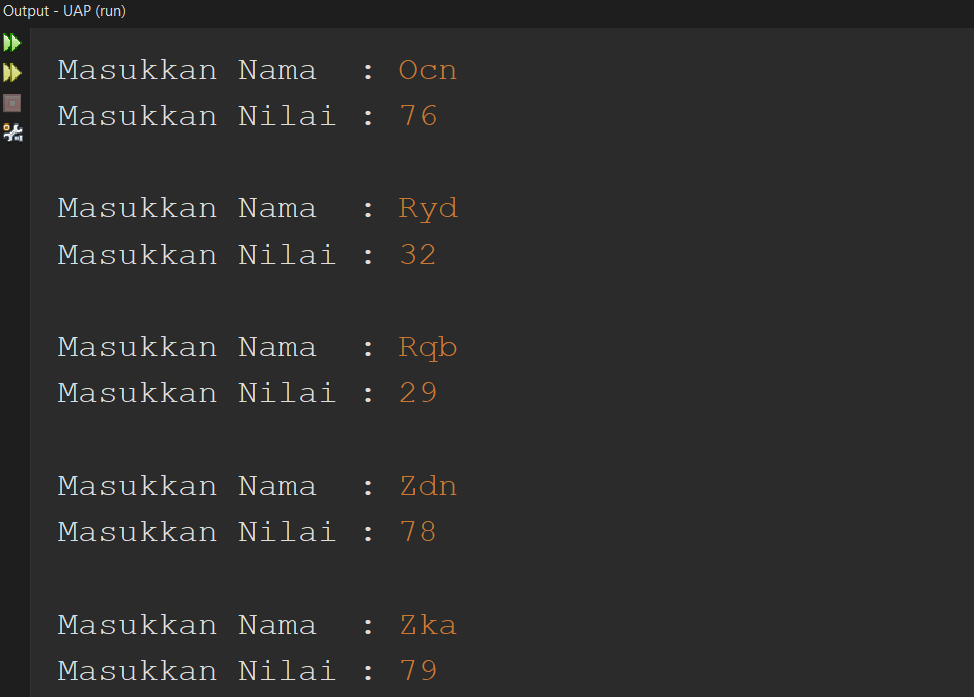 Output - UAP (run)
Masukkan Nama  : Ocn
Masukkan Nilai : 76
Masukkan Nama  : Ryd
Masukkan Nilai : 32
Masukkan Nama  : Rqb
Masukkan Nilai : 29
Masukkan Nama  : Zdn
Masukkan Nilai : 78
Masukkan Nama  : Zka
Masukkan Nilai : 79